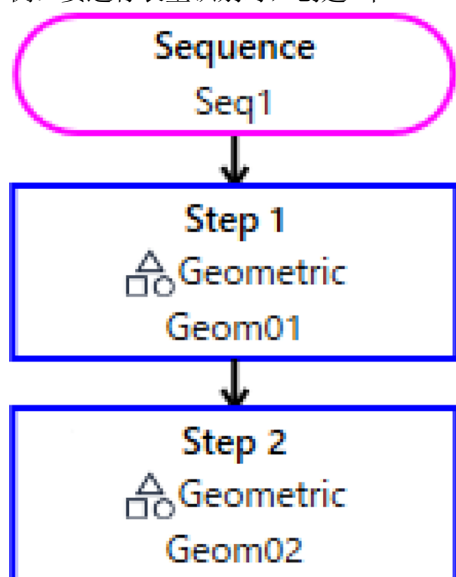 Sequence
Seq1
Step 1
Geometric
Geom01
Step 2
Geometric
Geom02